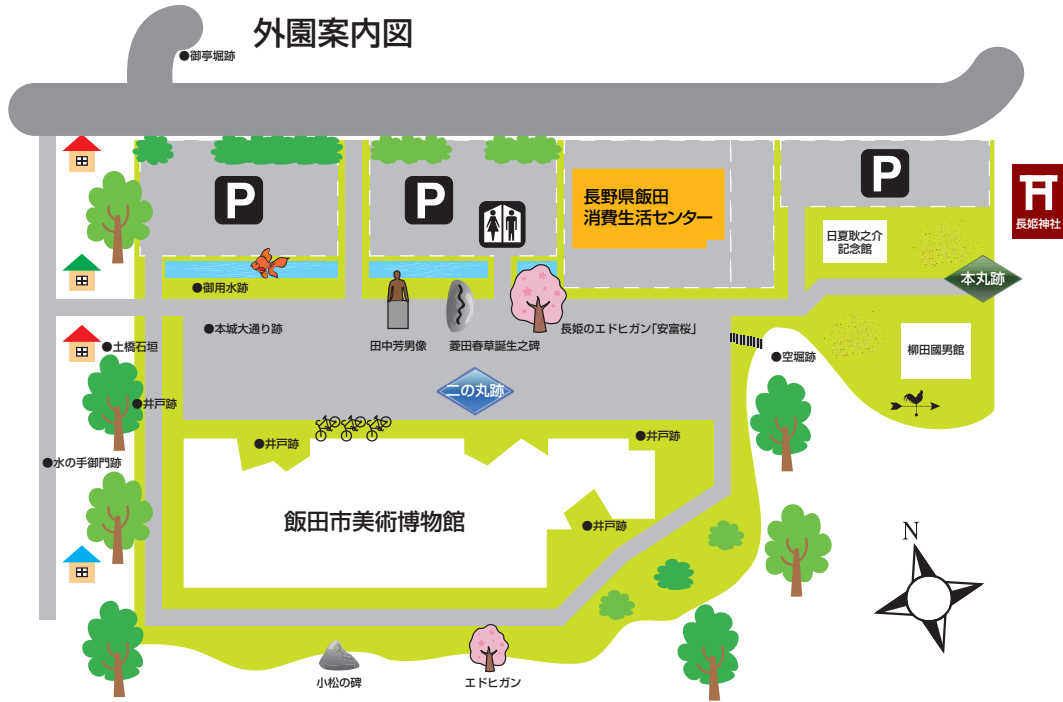 外園案内図
●御亭堀跡
P
P
P
長野県飯田
消費生活センター
長姫神社
日夏耿之介
記念館
本丸跡
●御用水跡
●本城大通り跡
田中芳男像
菱田春草誕生之碑
長姫のエドヒガン「安富桜」
●土橋石垣
●空堀跡
柳田國男館
二の丸跡
●井戸跡
●井戸跡
●井戸跡
●水の手御門跡
飯田市美術博物館
●井戸跡
N
小松の碑
エドヒガン